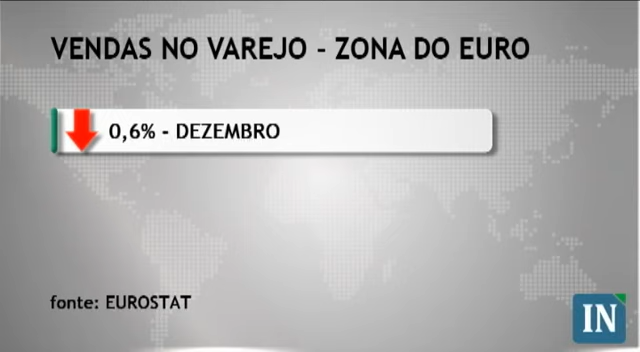 VENDAS NO VAREJO - ZONA DO EURO
0,6% - DEZEMBRO
fonte: EUROSTAT
IN